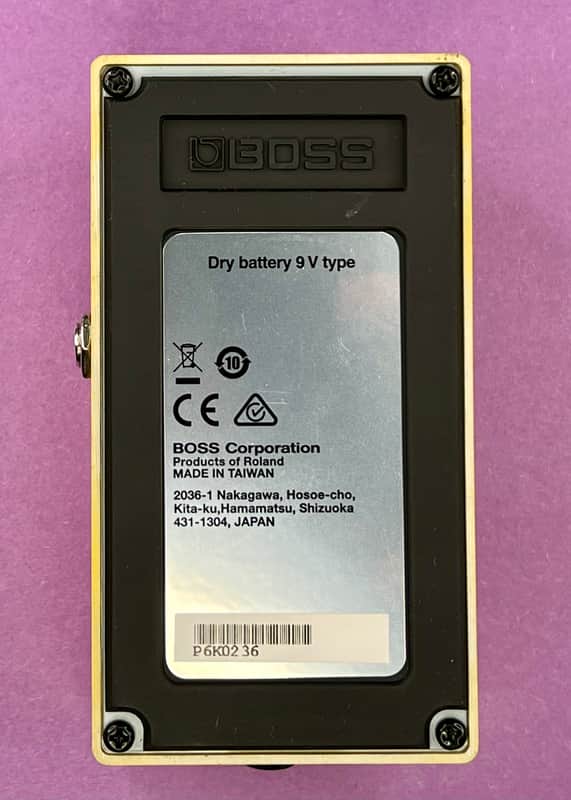 BOSS
Dry battery 9 V type
10
CE
BOSS Corporation
Products of Roland
MADE IN TAIWAN
2036-1 Nakagawa, Hosoe-cho,
Kita-ku,Hamamatsu, Shizuoka
431-1304, JAPAN
P6K0236